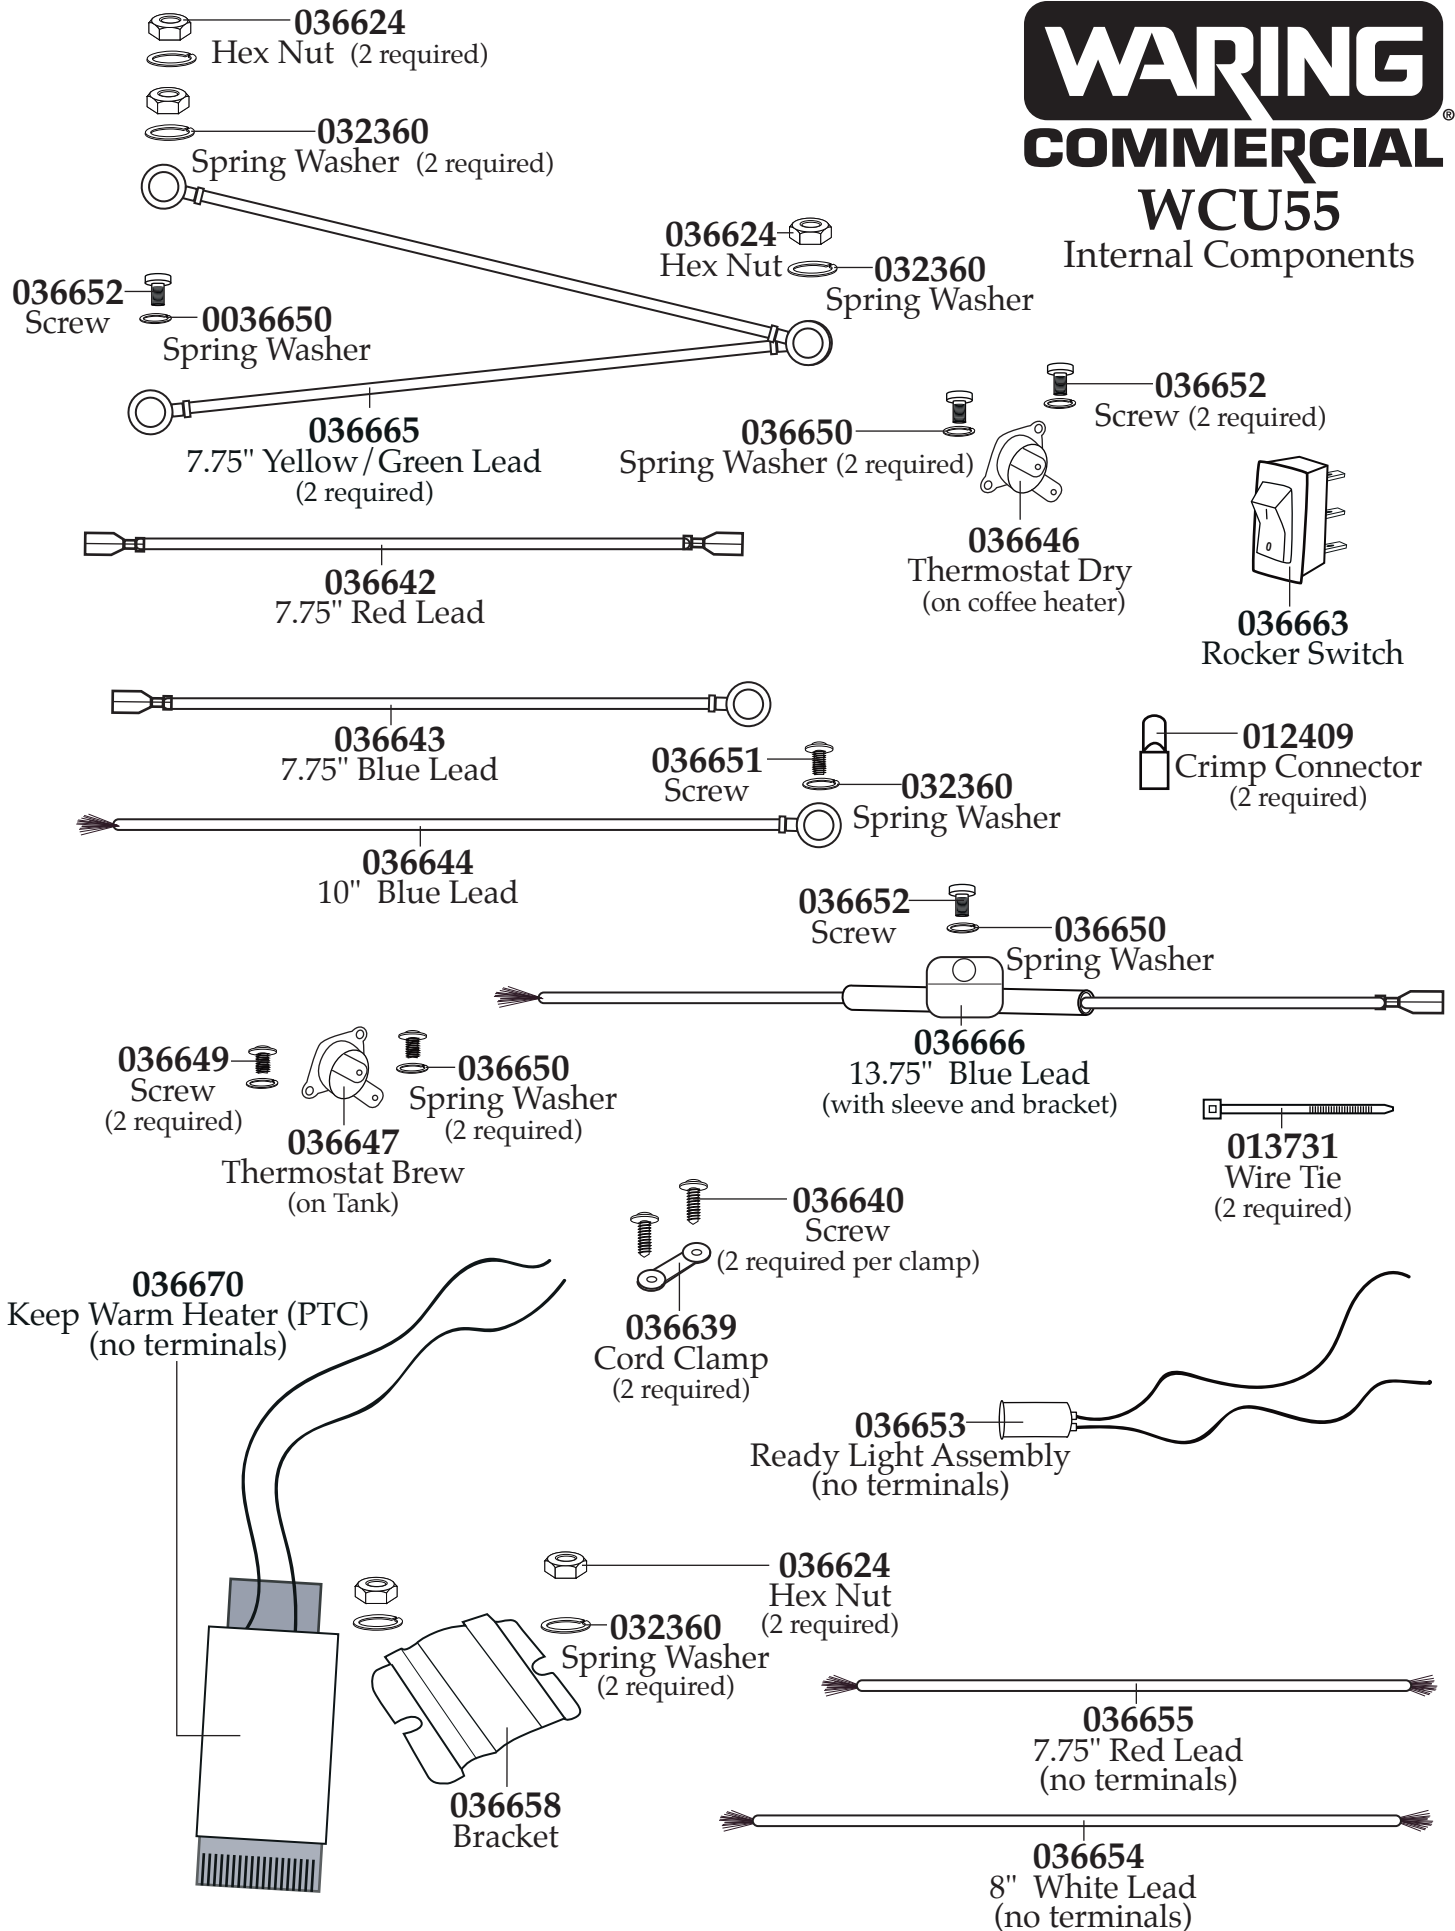 036624
Hex Nut (2 required)
WARING
®
COMMERCIAL
WCU55
Internal Components
032360
Spring Washer (2 required)
036624
Hex Nut
032360
Spring Washer
036652
Screw
0036650
Spring Washer
036665
7.75" Yellow/Green Lead
(2 required)
036652
Screw (2 required)
036650
Spring Washer (2 required)
036646
Thermostat Dry
(on coffee heater)
I
0
036663
Rocker Switch
036642
7.75" Red Lead
036643
7.75" Blue Lead
036651
Screw
032360
Spring Washer
012409
Crimp Connector
(2 required)
036644
10" Blue Lead
036652
Screw
036650
Spring Washer
036666
13.75" Blue Lead
(with sleeve and bracket)
036649
Screw
(2 required)
036650
Spring Washer
(2 required)
036647
Thermostat Brew
(on Tank)
013731
Wire Tie
(2 required)
036640
Screw
(2 required per clamp)
036639
Cord Clamp
(2 required)
036670
Keep Warm Heater (PTC)
(no terminals)
036653
Ready Light Assembly
(no terminals)
036624
Hex Nut
(2 required)
032360
Spring Washer
(2 required)
036658
Bracket
036655
7.75" Red Lead
(no terminals)
036654
8" White Lead
(no terminals)